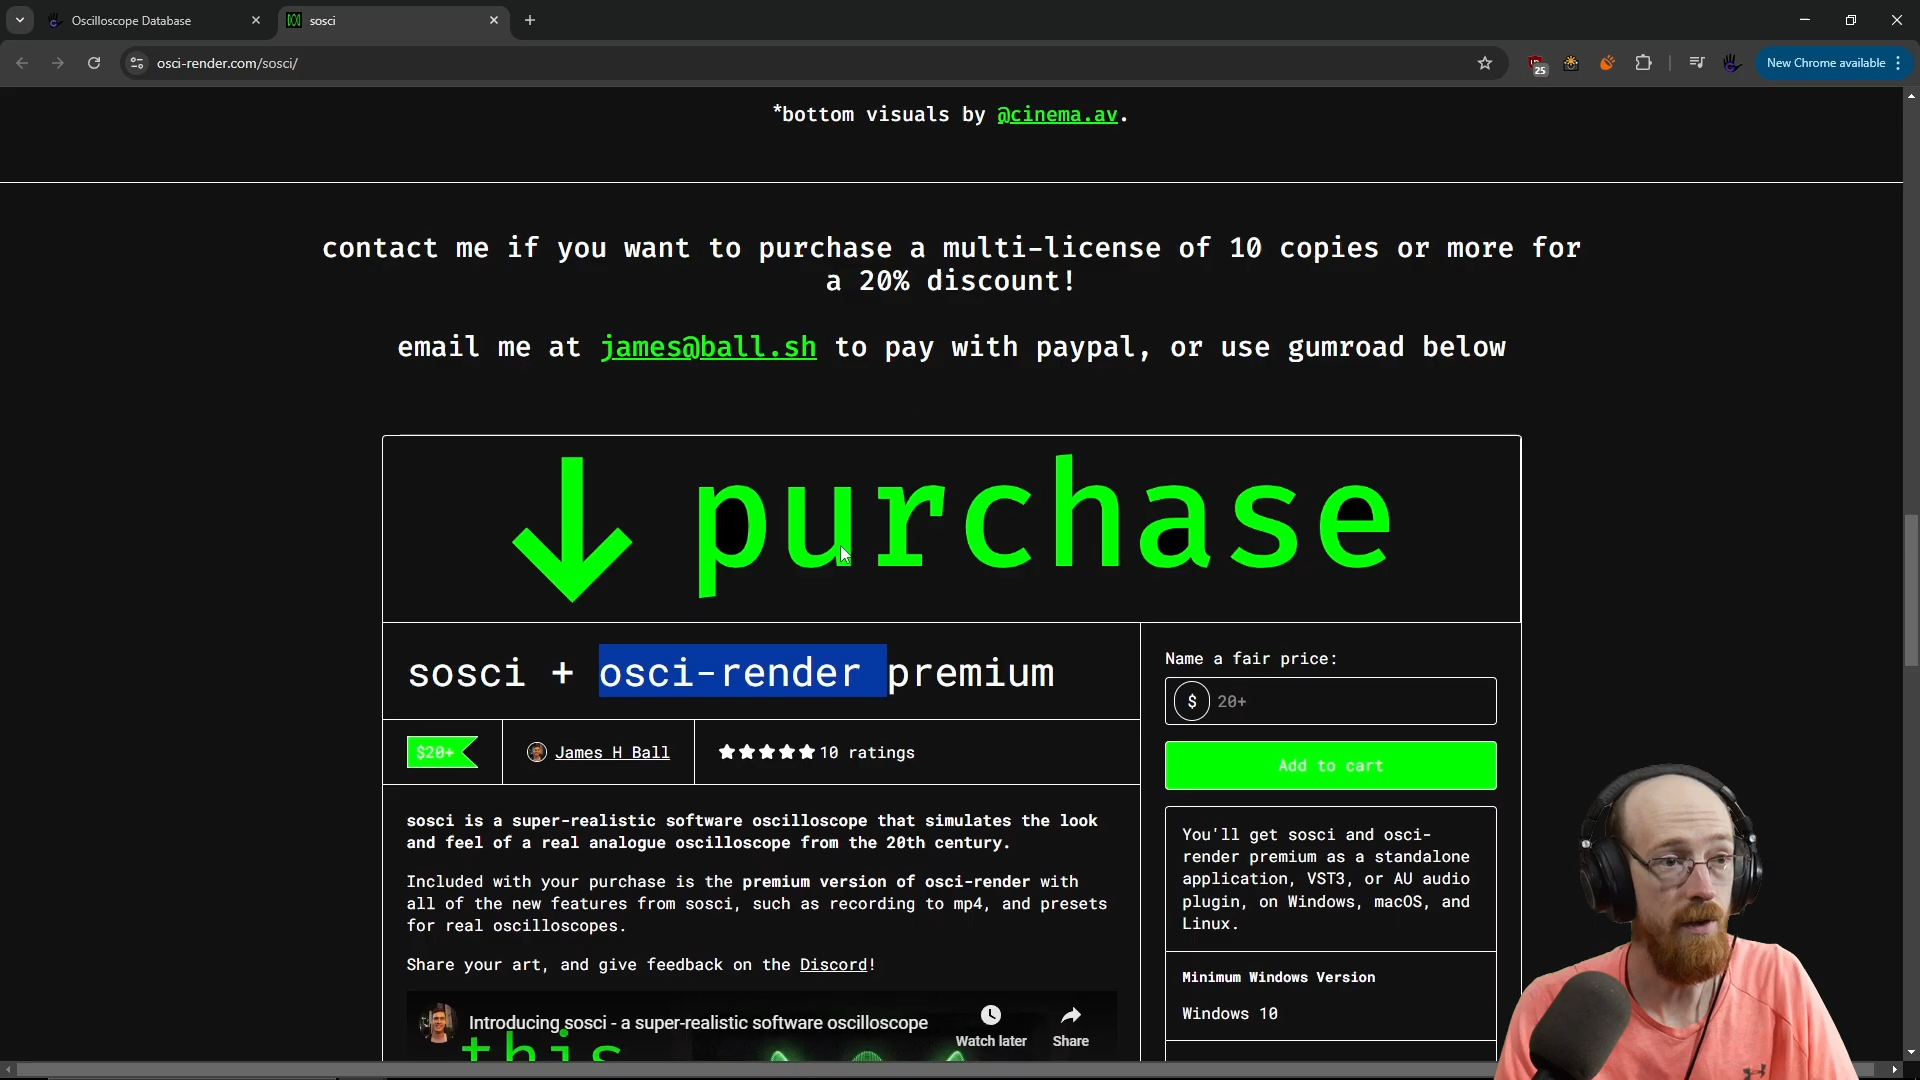 Oscilloscope Database
sosci
osci-render.com/sosci/
25
New Chrome available
*bottom visuals by @cinema.av.
contact me if you want to purchase a multi-license of 10 copies or more for
a 20% discount!
email me at james@ball.sh to pay with paypal, or use gumroad below
purchase
sosci + osci-render premium
$20+
James H Ball
10 ratings
sosci is a super-realistic software oscilloscope that simulates the look
and feel of a real analogue oscilloscope from the 20th century.
Included with your purchase is the premium version of osci-render with
all of the new features from sosci, such as recording to mp4, and presets
for real oscilloscopes.
Share your art, and give feedback on the Discord!
Introducing sosci - a super-realistic software oscilloscope
Watch later
Share
this
Name a fair price:
$ 20+
Add to cart
You'll get sosci and osci-
render premium as a standalone
application, VST3, or AU audio
plugin, on Windows, macOS, and
Linux.
Minimum Windows Version
Windows 10